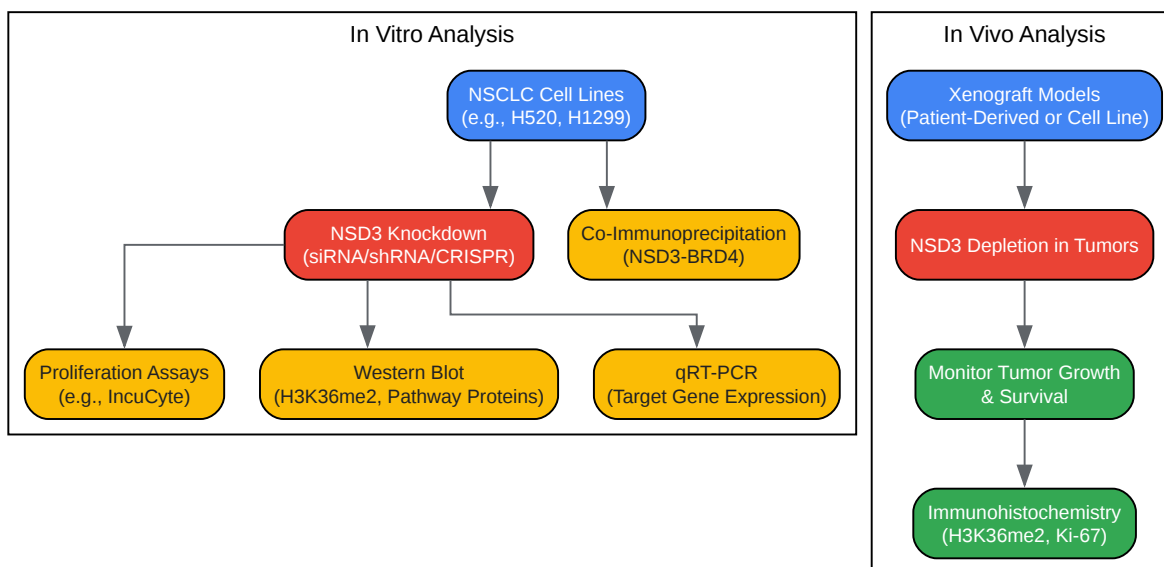 In Vitro Analysis
NSCLC Cell Lines
(e.g., H520, H1299)
NSD3 Knockdown
(siRNA/shRNA/CRISPR)
Co-Immunoprecipitation
(NSD3-BRD4)
Proliferation Assays
(e.g., IncuCyte)
Western Blot
(H3K36me2, Pathway Proteins)
qRT-PCR
(Target Gene Expression)
In Vivo Analysis
Xenograft Models
(Patient-Derived or Cell Line)
NSD3 Depletion in Tumors
Monitor Tumor Growth
& Survival
Immunohistochemistry
(H3K36me2, Ki-67)